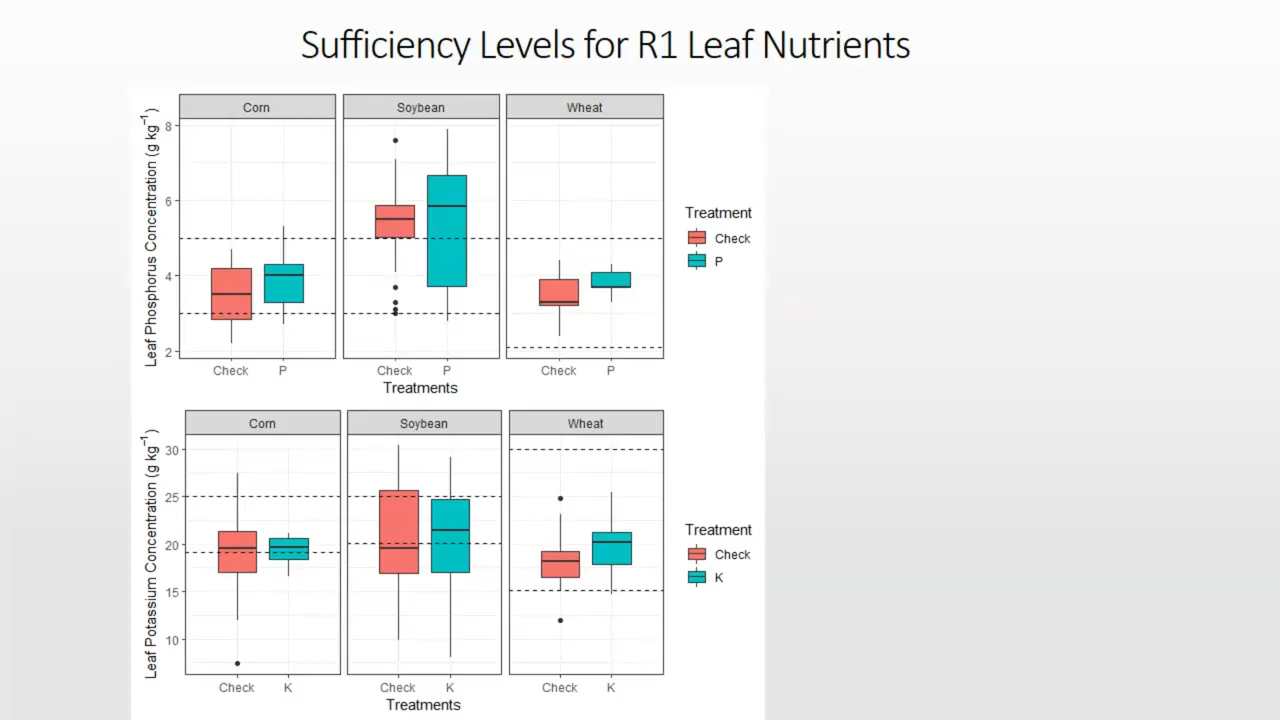 Sufficiency Levels for R1 Leaf Nutrients
Corn Soybean Wheat
Leaf Phosphorus Concentration (g kg⁻¹)
8
6
4
2
Check P Check P Check P
Treatments
Treatment
Check
P
Corn Soybean Wheat
Leaf Potassium Concentration (g kg⁻¹)
30
25
20
15
10
Check K Check K Check K
Treatments
Treatment
Check
K